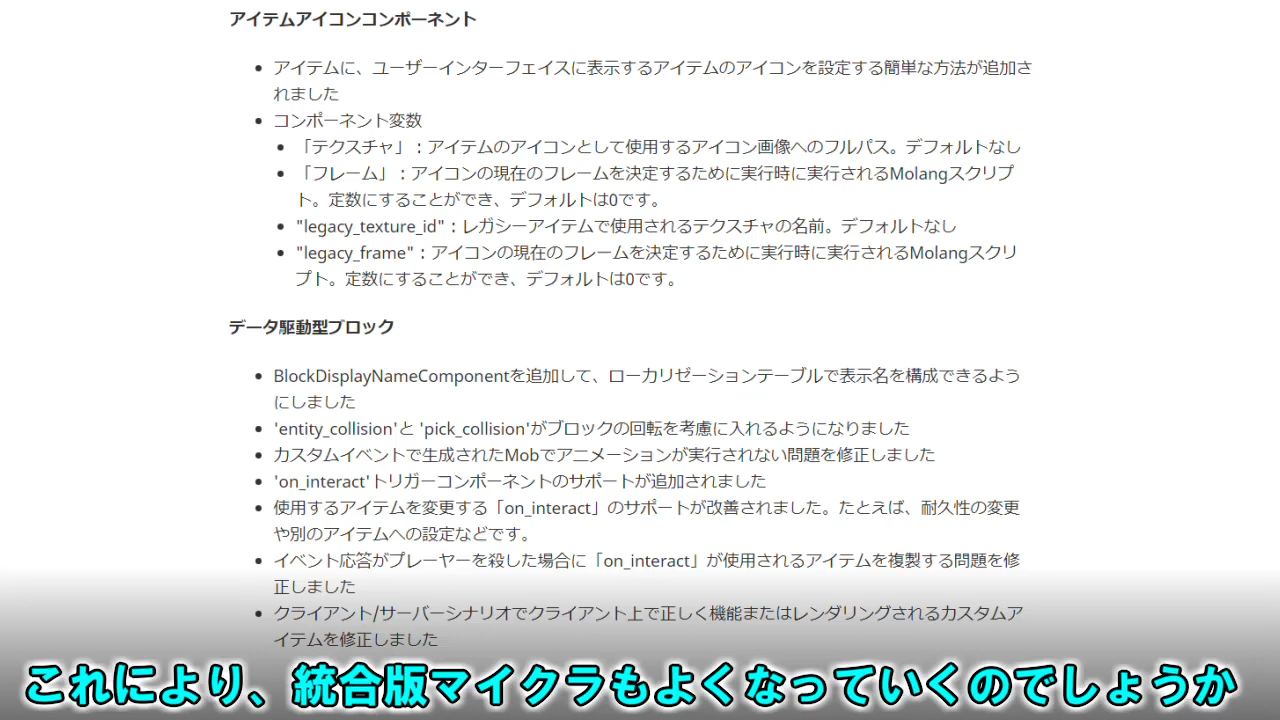 アイテムアイコンコンポーネント
アイテムに、ユーザーインターフェイスに表示するアイテムのアイコンを設定する簡単な方法が追加さ
れました
コンポーネント変数
「テクスチャ」：アイテムのアイコンとして使用するアイコン画像へのフルパス。デフォルトなし
「フレーム」：アイコンの現在のフレームを決定するために実行時に実行されるMolangスクリプ
ト。定数にすることができ、デフォルトは0です。
"legacy_texture_id"：レガシーアイテムで使用されるテクスチャの名前。デフォルトなし
"legacy_frame"：アイコンの現在のフレームを決定するために実行時に実行されるMolangスクリ
プト。定数にすることができ、デフォルトは0です。
データ駆動型ブロック
BlockDisplayNameComponentを追加して、ローカリゼーションテーブルで表示名を構成できるよう
にしました
'entity_collision'と 'pick_collision'がブロックの回転を考慮に入れるようになりました
カスタムイベントで生成されたMobでアニメーションが実行されない問題を修正しました
'on_interact'トリガーコンポーネントのサポートが追加されました
使用するアイテムを変更する「on_interact」のサポートが改善されました。たとえば、耐久性の変更
や別のアイテムへの設定などです。
イベント応答がプレーヤーを殺した場合に「on_interact」が使用されるアイテムを複製する問題を修
正しました
クライアント/サーバーシナリオでクライアント上で正しく機能またはレンダリングされるカスタムア
イテムを修正しました
これにより、統合版マイクラもよくなっていくのでしょうか